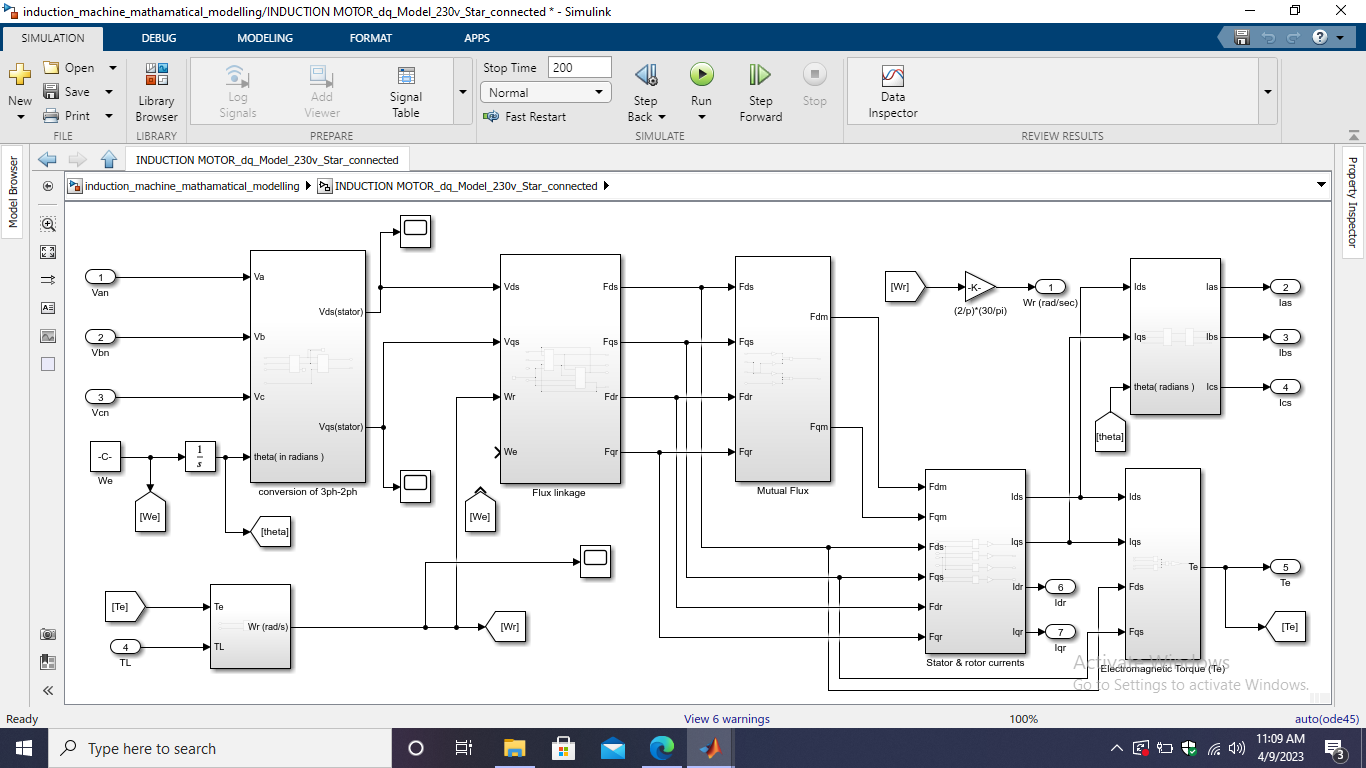 induction_machine_mathamatical_modelling/INDUCTION MOTOR_dq_Model_230v_Star_connected * - Simulink
SIMULATION DEBUG MODELING FORMAT APPS
New
Open
Save
Print
FILE
Library Browser
LIBRARY
Log Signals
Add Viewer
Signal Table
PREPARE
Stop Time 200
Normal
Fast Restart
Step Back
Run
Step Forward
Stop
SIMULATE
Data Inspector
REVIEW RESULTS
Model Browser
Property Inspector
INDUCTION MOTOR_dq_Model_230v_Star_connected
induction_machine_mathamatical_modelling
INDUCTION MOTOR_dq_Model_230v_Star_connected
1
Van
2
Vbn
3
Vcn
-C-
We
1
s
[We]
[theta]
Va
Vb
Vc
theta( in radians )
Vds(stator)
Vqs(stator)
conversion of 3ph-2ph
[Te]
4
TL
Te
TL
Wr (rad/s)
[Wr]
[We]
Vds
Vqs
Wr
We
Fds
Fqs
Fdr
Fqr
Flux linkage
Fds
Fqs
Fdr
Fqr
Fdm
Fqm
Mutual Flux
[Wr]
-K-
(2/p)*(30/pi)
1
Wr (rad/sec)
Fdm
Fqm
Fds
Fqs
Fdr
Fqr
Ids
Iqs
Idr
Iqr
Stator & rotor currents
6
Idr
7
Iqr
Ids
Iqs
theta( radians )
Ias
Ibs
Ics
[theta]
2
Ias
3
Ibs
4
Ics
Ids
Iqs
Fds
Fqs
Te
Electromagnetic Torque (Te)
5
Te
[Te]
Activate Windows
Go to Settings to activate Windows.
Ready
View 6 warnings
100%
auto(ode45)
Type here to search
11:09 AM
4/9/2023
3